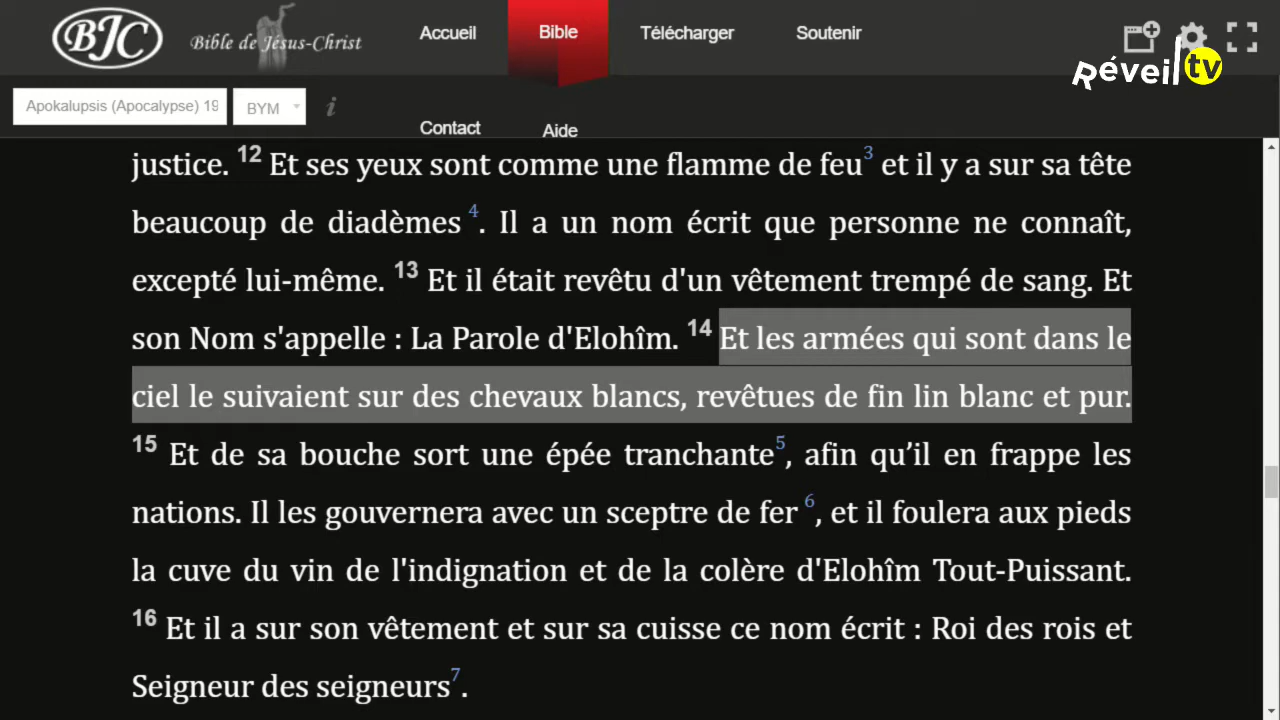 BJC Bible de Jésus-Christ Accueil Bible Télécharger Soutenir
Réveil tv
Apokalupsis (Apocalypse) 19 BYM i
Contact Aide
justice. 12 Et ses yeux sont comme une flamme de feu3 et il y a sur sa tête
beaucoup de diadèmes 4. Il a un nom écrit que personne ne connaît,
excepté lui-même. 13 Et il était revêtu d'un vêtement trempé de sang. Et
son Nom s'appelle : La Parole d'Elohîm. 14 Et les armées qui sont dans le
ciel le suivaient sur des chevaux blancs, revêtues de fin lin blanc et pur.
15 Et de sa bouche sort une épée tranchante5, afin qu’il en frappe les
nations. Il les gouvernera avec un sceptre de fer 6, et il foulera aux pieds
la cuve du vin de l'indignation et de la colère d'Elohîm Tout-Puissant.
16 Et il a sur son vêtement et sur sa cuisse ce nom écrit : Roi des rois et
Seigneur des seigneurs7.